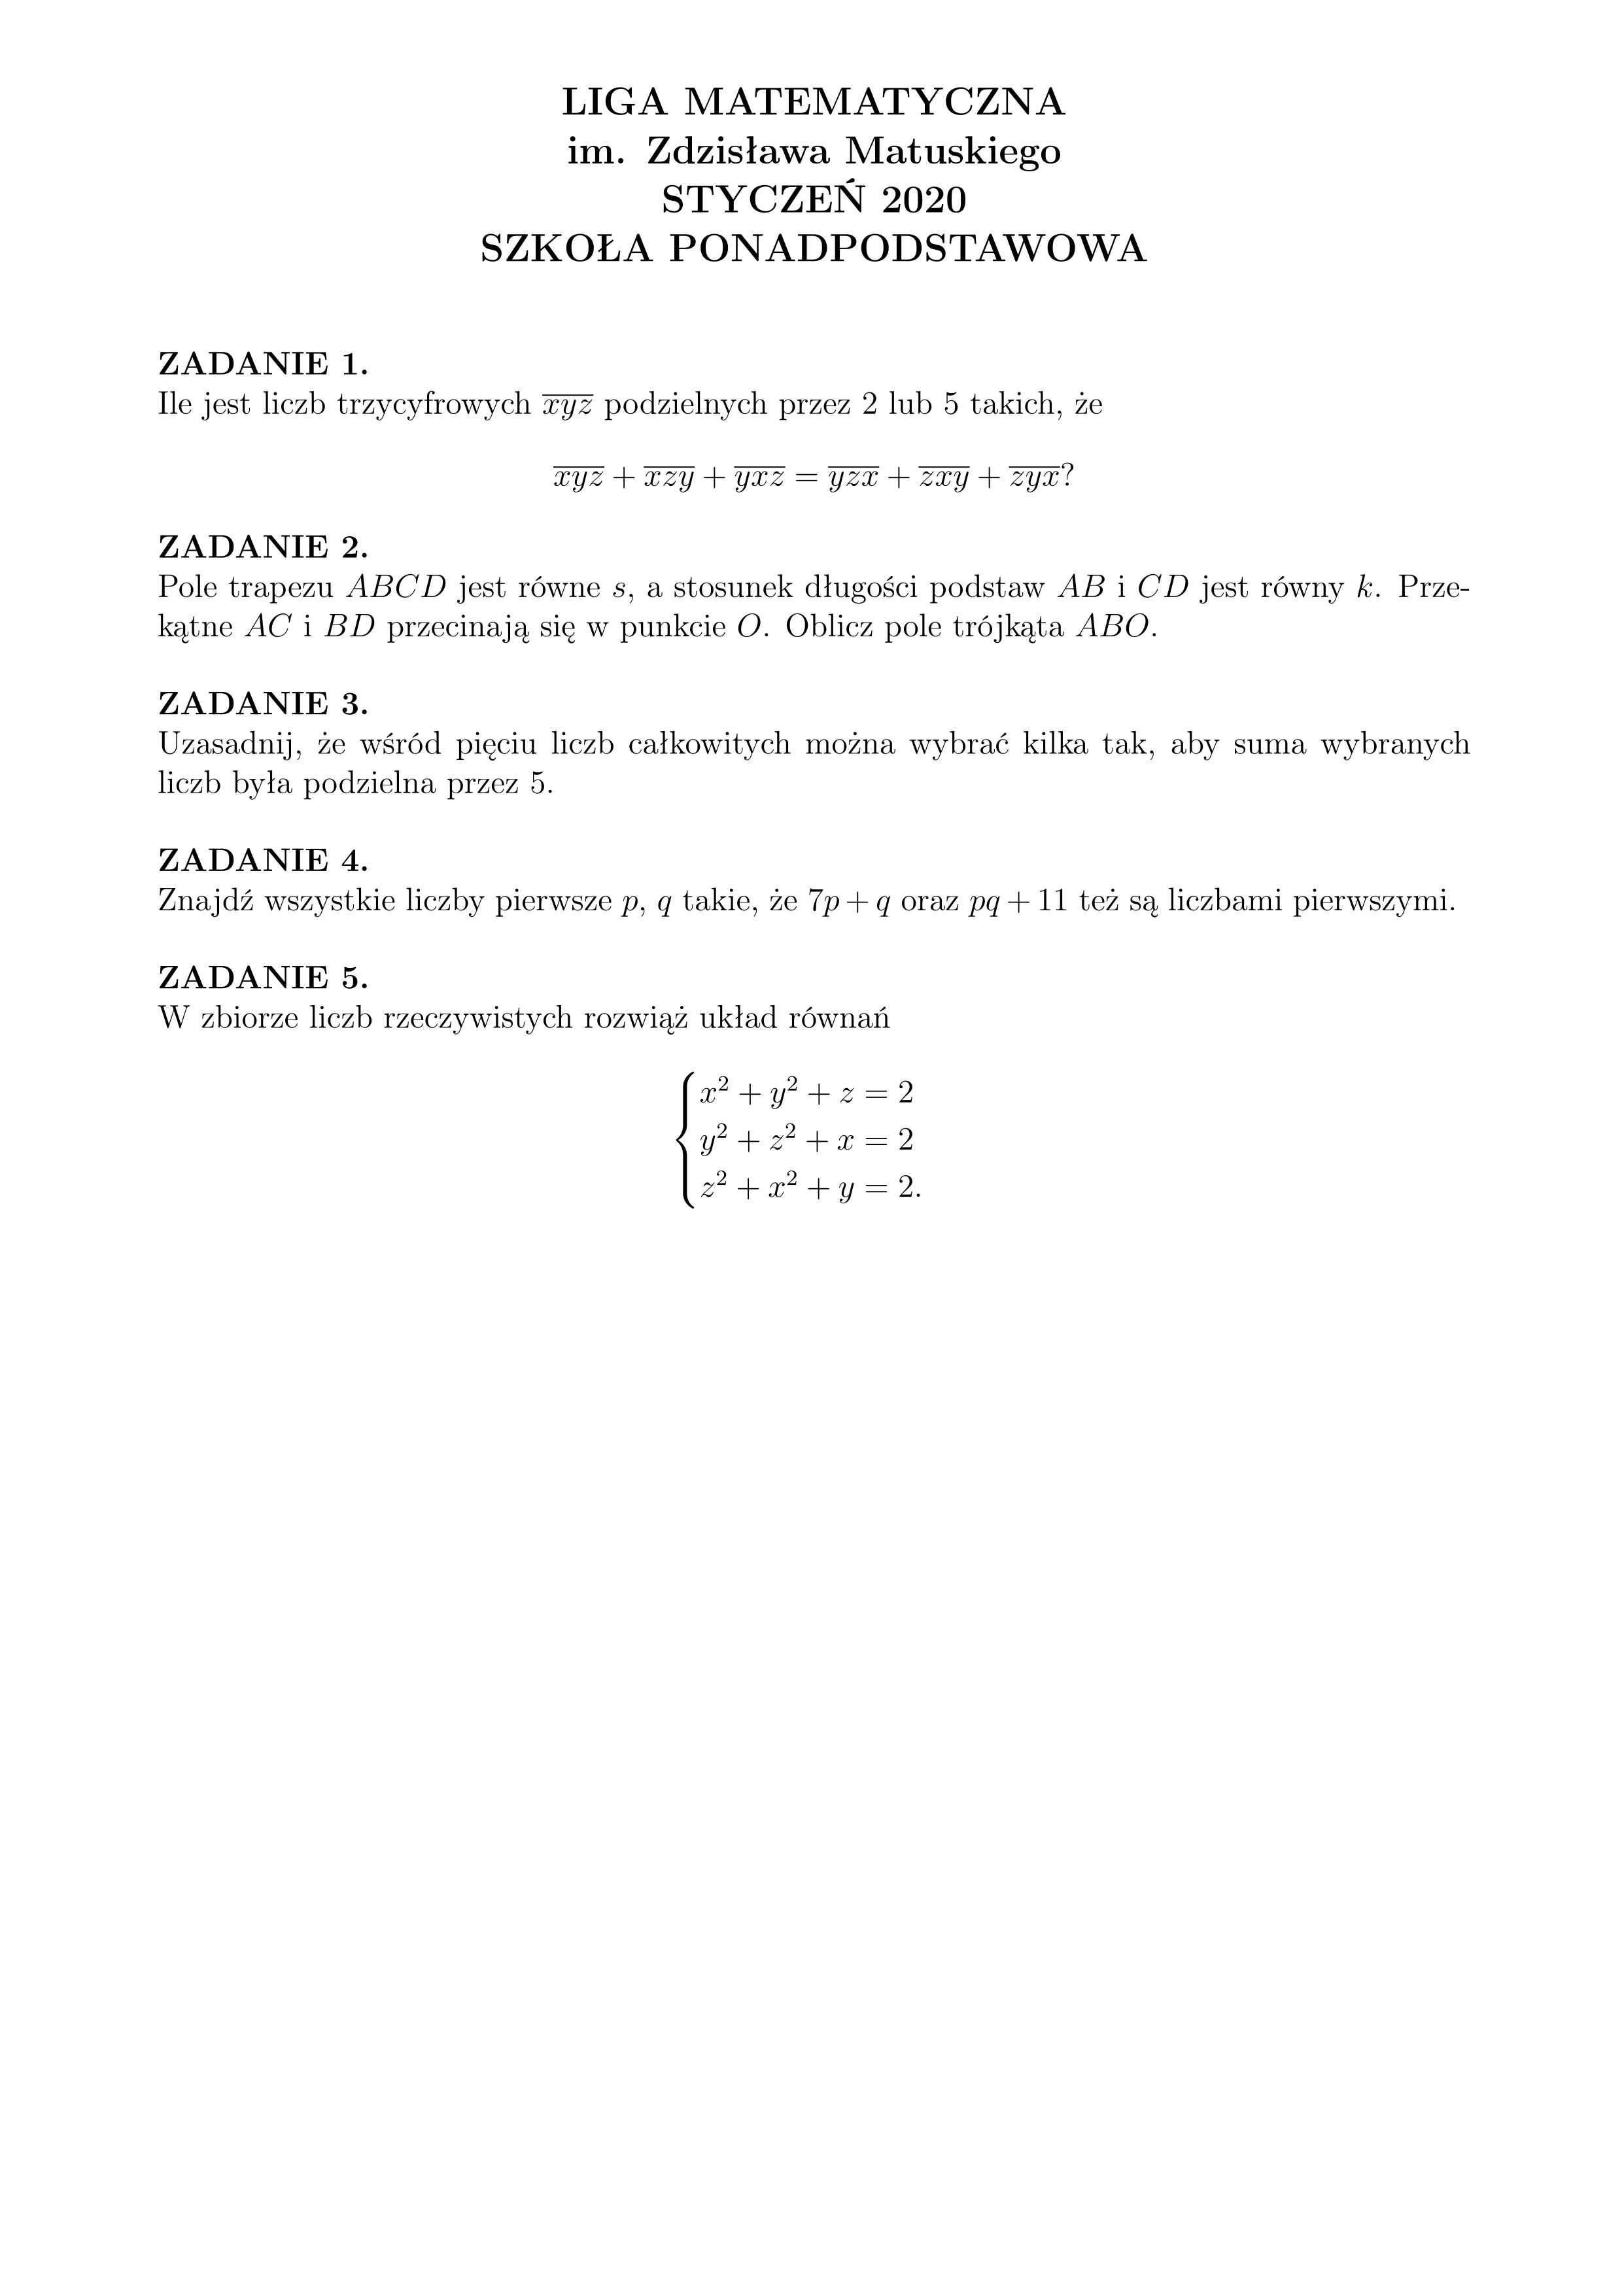 LIGA MATEMATYCZNA
im. Zdzisława Matuskiego
STYCZEŃ 2020
SZKOŁA PONADPODSTAWOWA
ZADANIE 1.
Ile jest liczb trzycyfrowych $\overline{xyz}$ podzielnych przez 2 lub 5 takich, że
$\overline{xyz} + \overline{xzy} + \overline{yxz} = \overline{yzx} + \overline{zxy} + \overline{zyx}$?
ZADANIE 2.
Pole trapezu $ABCD$ jest równe $s$, a stosunek długości podstaw $AB$ i $CD$ jest równy $k$. Prze-
kątne $AC$ i $BD$ przecinają się w punkcie $O$. Oblicz pole trójkąta $ABO$.
ZADANIE 3.
Uzasadnij, że wśród pięciu liczb całkowitych można wybrać kilka tak, aby suma wybranych
liczb była podzielna przez 5.
ZADANIE 4.
Znajdź wszystkie liczby pierwsze $p$, $q$ takie, że $7p + q$ oraz $pq + 11$ też są liczbami pierwszymi.
ZADANIE 5.
W zbiorze liczb rzeczywistych rozwiąż układ równań
$x^2 + y^2 + z = 2$
$y^2 + z^2 + x = 2$
$z^2 + x^2 + y = 2.$